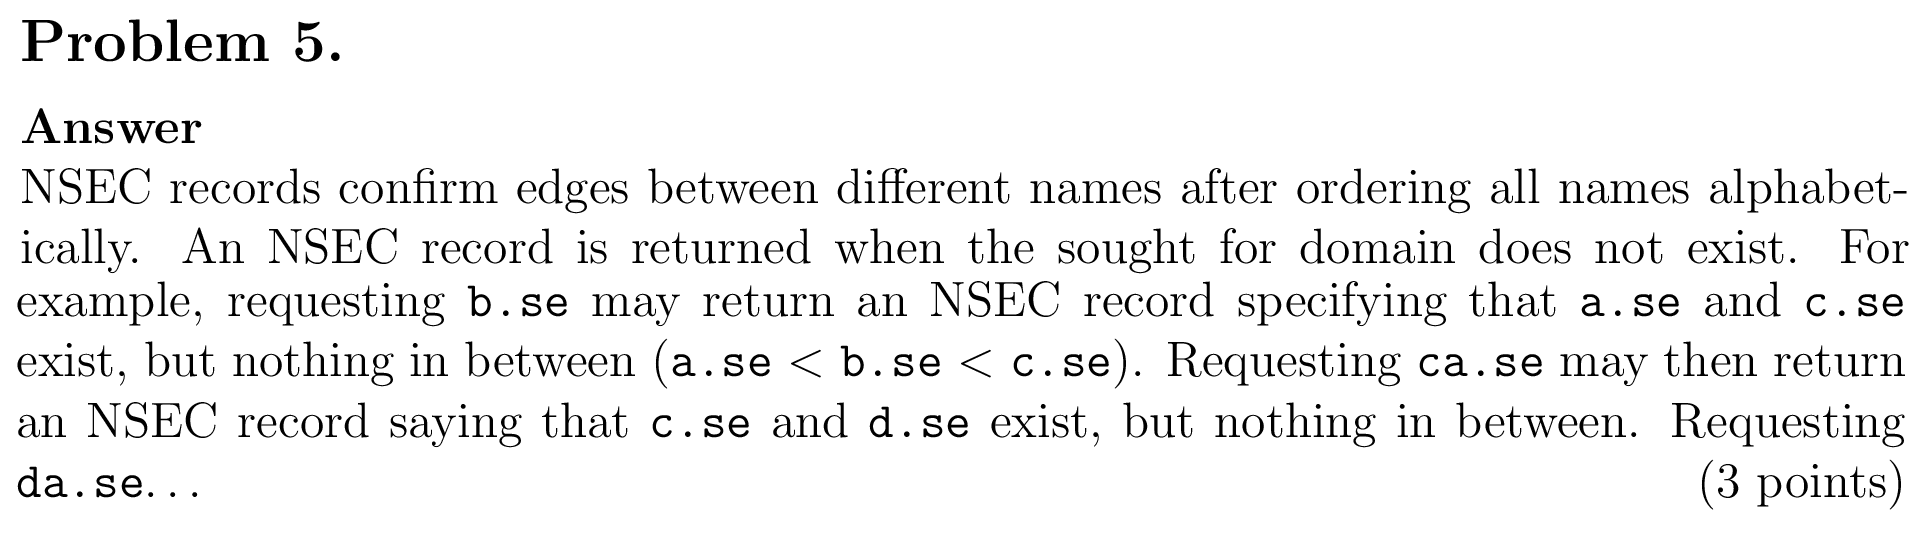 Problem 5.
Answer
NSEC records confirm edges between different names after ordering all names alphabet-
ically. An NSEC record is returned when the sought for domain does not exist. For
example, requesting b.se may return an NSEC record specifying that a.se and c.se
exist, but nothing in between (a.se < b.se < c.se). Requesting ca.se may then return
an NSEC record saying that c.se and d.se exist, but nothing in between. Requesting
da.se... (3 points)